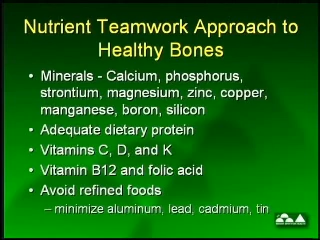 Nutrient Teamwork Approach to
Healthy Bones
• Minerals - Calcium, phosphorus,
strontium, magnesium, zinc, copper,
manganese, boron, silicon
• Adequate dietary protein
• Vitamins C, D, and K
• Vitamin B12 and folic acid
• Avoid refined foods
– minimize aluminum, lead, cadmium, tin